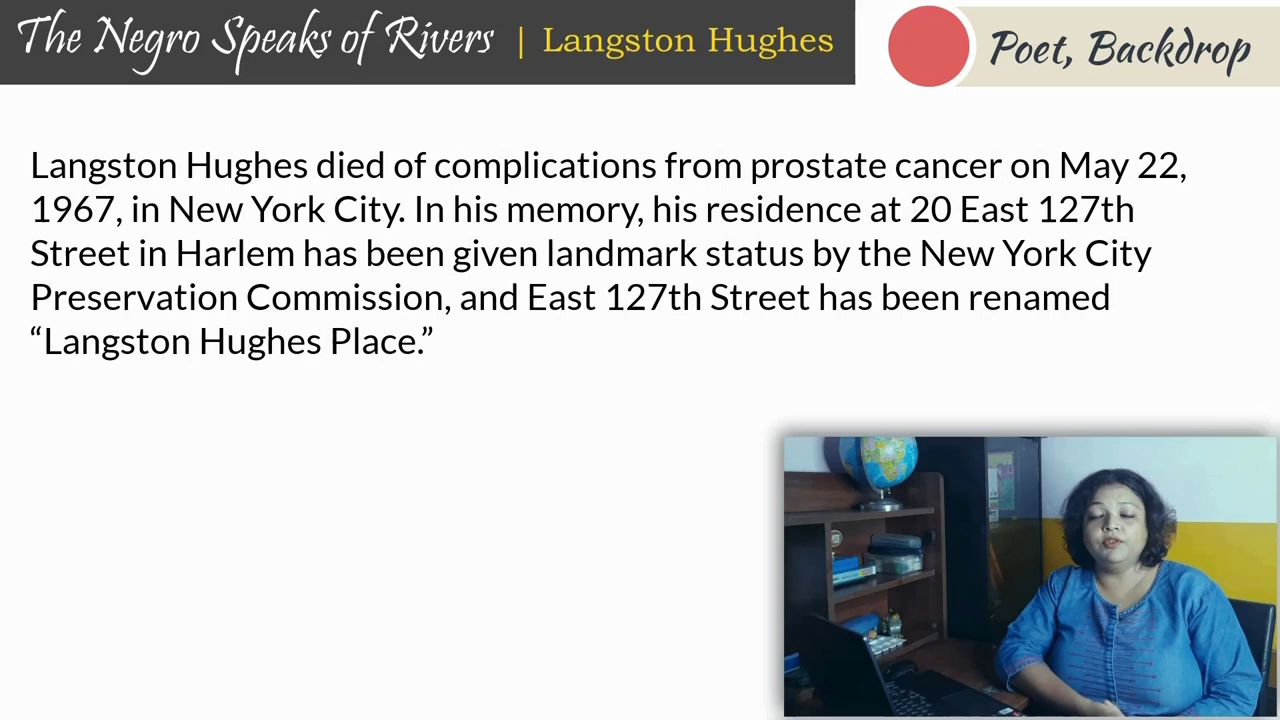 The Negro Speaks of Rivers | Langston Hughes
Poet, Backdrop
Langston Hughes died of complications from prostate cancer on May 22,
1967, in New York City. In his memory, his residence at 20 East 127th
Street in Harlem has been given landmark status by the New York City
Preservation Commission, and East 127th Street has been renamed
“Langston Hughes Place.”